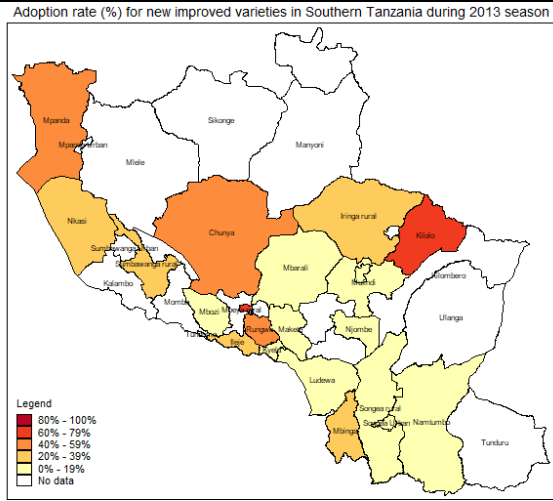 Adoption rate (%) for new improved varieties in Southern Tanzania during 2013 season
Mpanda
Sikonge
Mpanda Urban
Manyoni
Mlele
Nkasi
Iringa rural
Chunya
Kilolo
Sumbawanga urban
Sumbawanga rural
Mbarali
Kalambo
Mufindi
Kilombero
Momba
Mbozi
Mbeya rural
Ulanga
Rungwe
Makete
Njombe
Ileje
Kyela
Ludewa
Songea rural
Mbinga
Songea Urban
Namtumbo
Tunduru
Legend
80% - 100%
60% - 79%
40% - 59%
20% - 39%
0% - 19%
No data